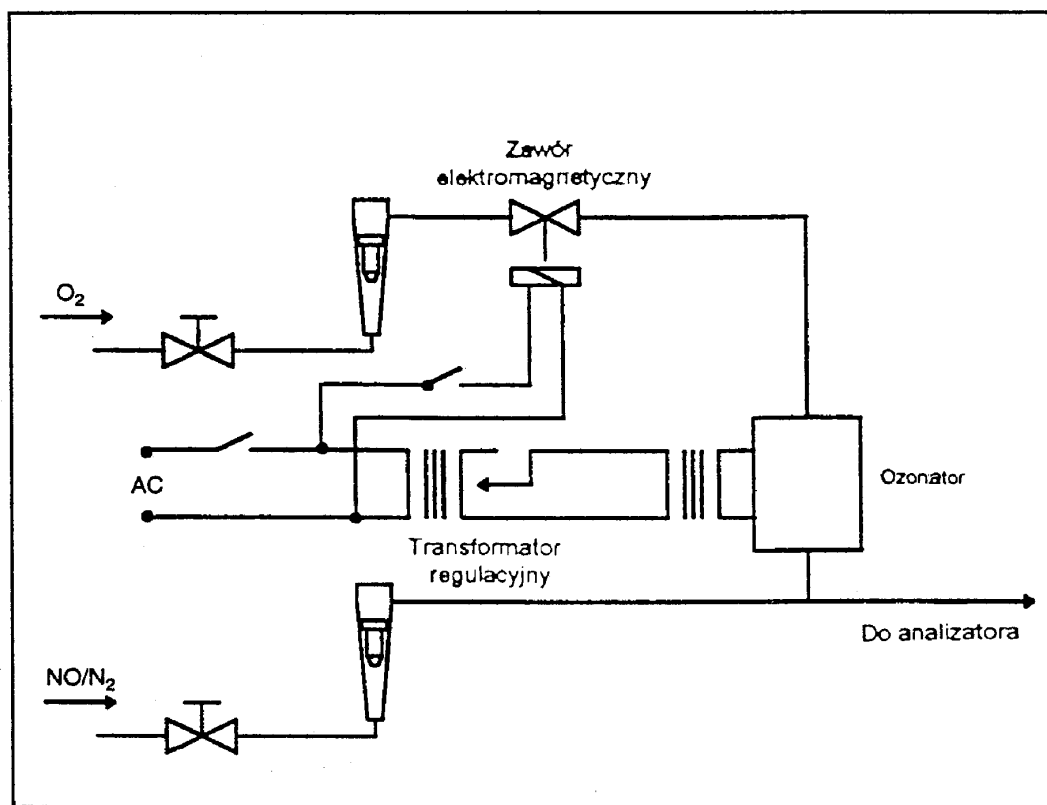 Zawór
elektromagnetyczny
O₂
AC
Ozonator
Transformator
regulacyjny
Do analizatora
NO/N₂